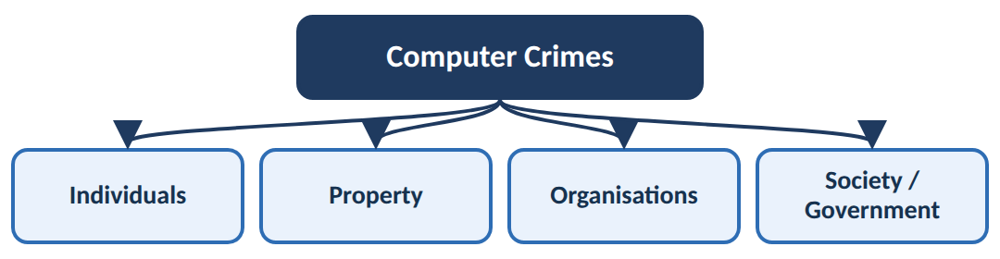 Computer Crimes
Individuals
Property
Organisations
Society /
Government